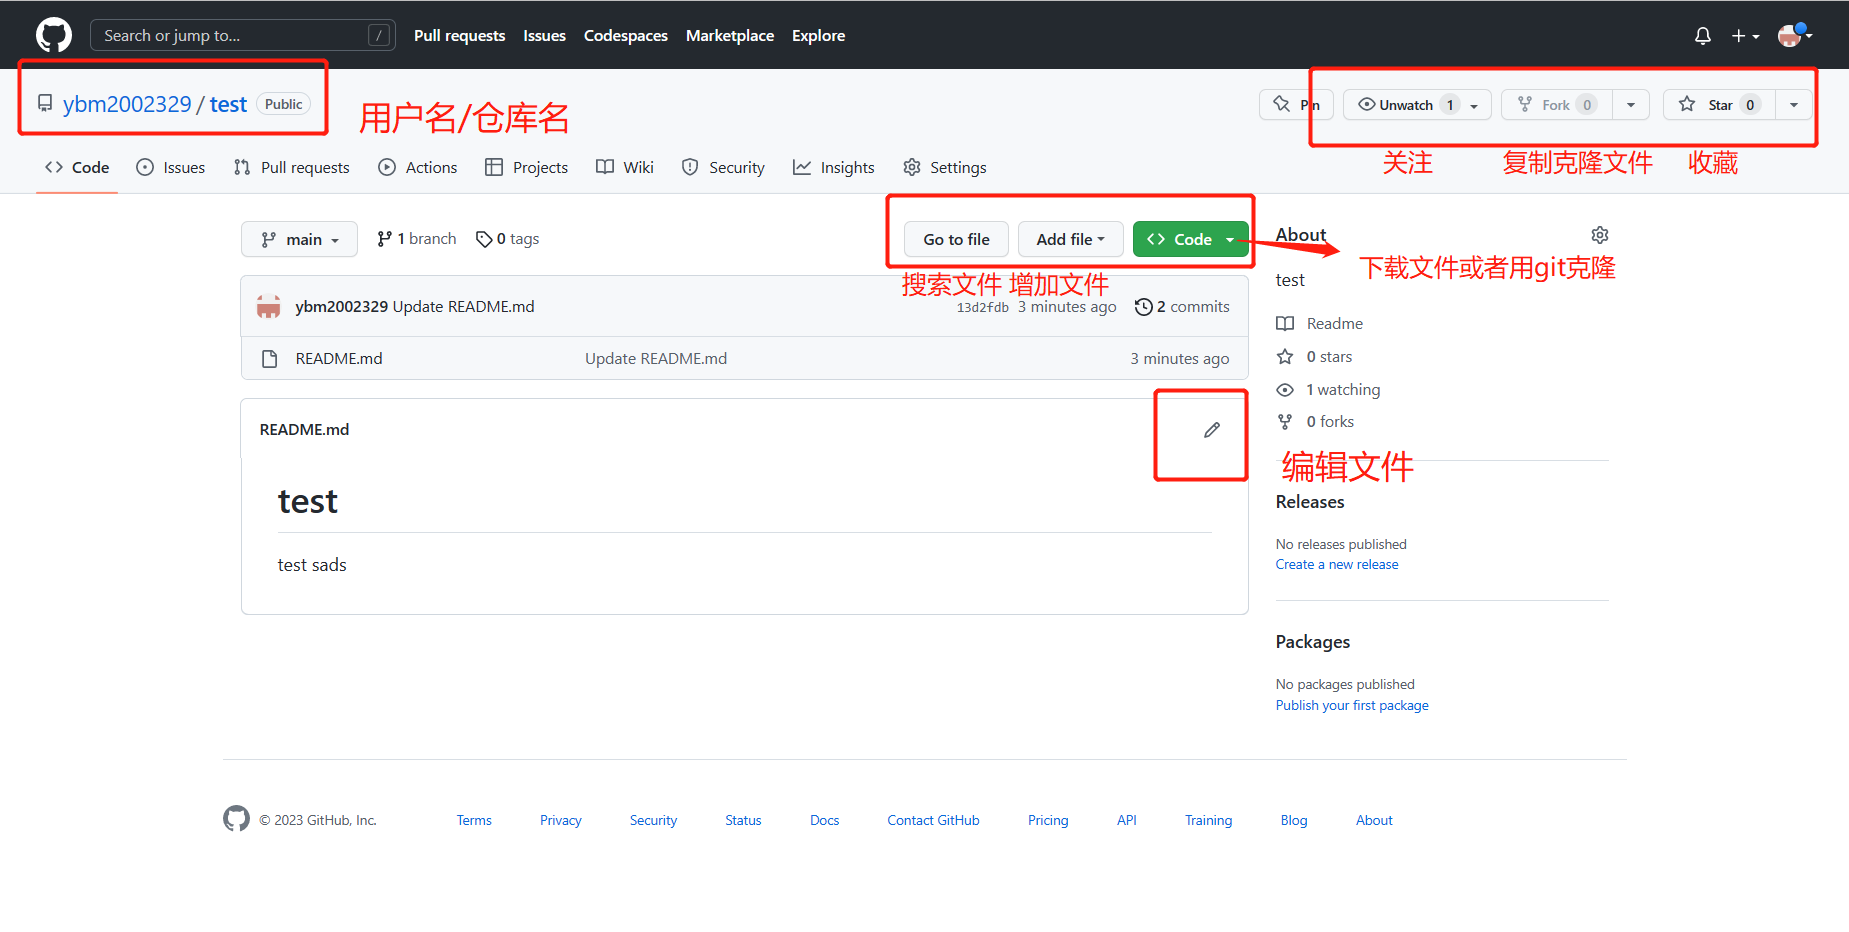 Search or jump to... /
Pull requests Issues Codespaces Marketplace Explore
ybm2002329 / test Public
用户名/仓库名
Pin Unwatch 1 Fork 0 Star 0
关注 复制克隆文件 收藏
Code Issues Pull requests Actions Projects Wiki Security Insights Settings
main 1 branch 0 tags
Go to file Add file Code
搜索文件 增加文件
下载文件或者用git克隆
ybm2002329 Update README.md 13d2fdb 3 minutes ago 2 commits
README.md Update README.md 3 minutes ago
README.md
编辑文件
test
test sads
About
test
Readme
0 stars
1 watching
0 forks
Releases
No releases published
Create a new release
Packages
No packages published
Publish your first package
© 2023 GitHub, Inc. Terms Privacy Security Status Docs Contact GitHub Pricing API Training Blog About